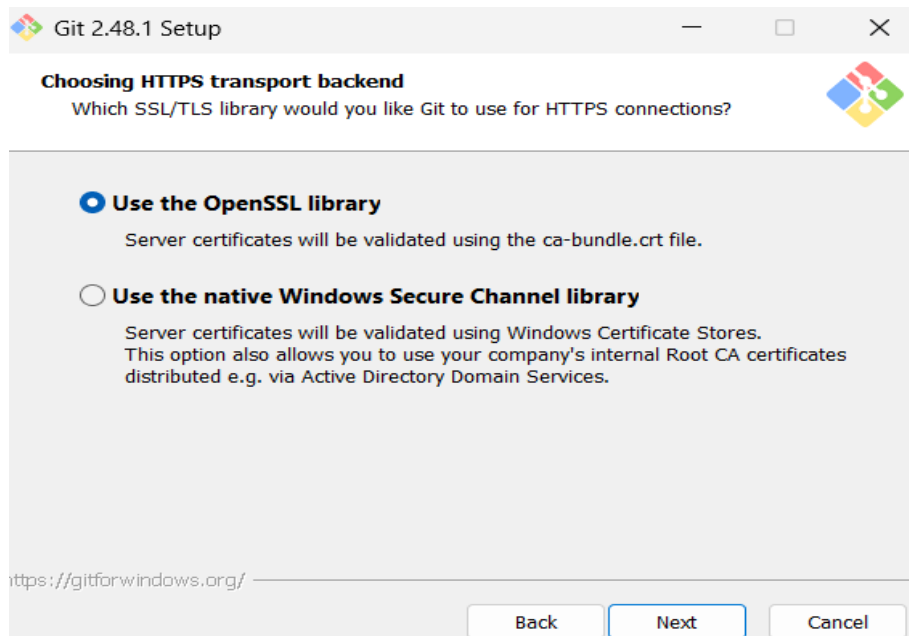 Git 2.48.1 Setup
Choosing HTTPS transport backend
Which SSL/TLS library would you like Git to use for HTTPS connections?
Use the OpenSSL library
Server certificates will be validated using the ca-bundle.crt file.
Use the native Windows Secure Channel library
Server certificates will be validated using Windows Certificate Stores.
This option also allows you to use your company's internal Root CA certificates
distributed e.g. via Active Directory Domain Services.
https://gitforwindows.org/
Back Next Cancel